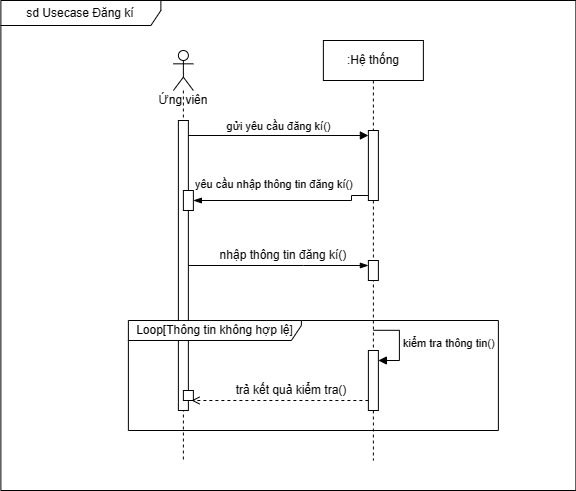 sd Usecase Đăng kí
:Hệ thống
Ứng viên
gửi yêu cầu đăng kí()
yêu cầu nhập thông tin đăng kí()
nhập thông tin đăng kí()
Loop[Thông tin không hợp lệ]
kiểm tra thông tin()
trả kết quả kiểm tra()